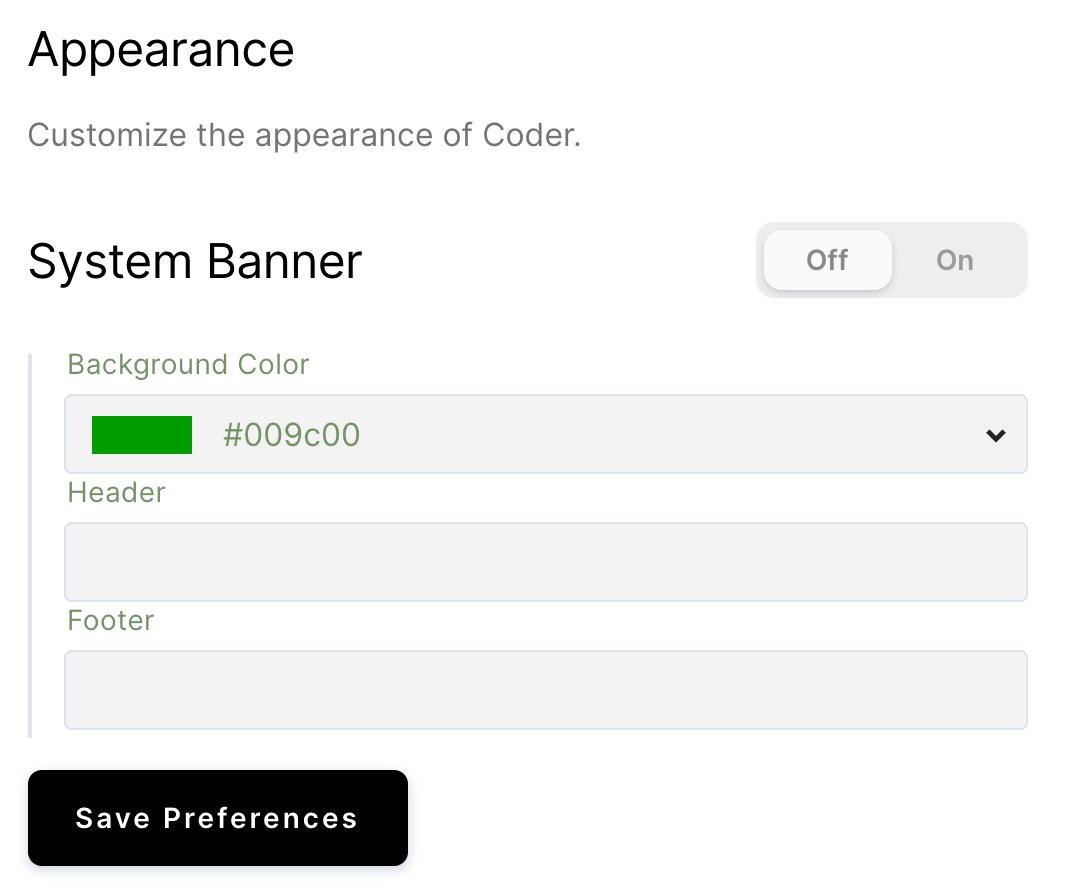 Appearance
Customize the appearance of Coder.
System Banner
Off On
Background Color
#009c00
Header
Footer
Save Preferences